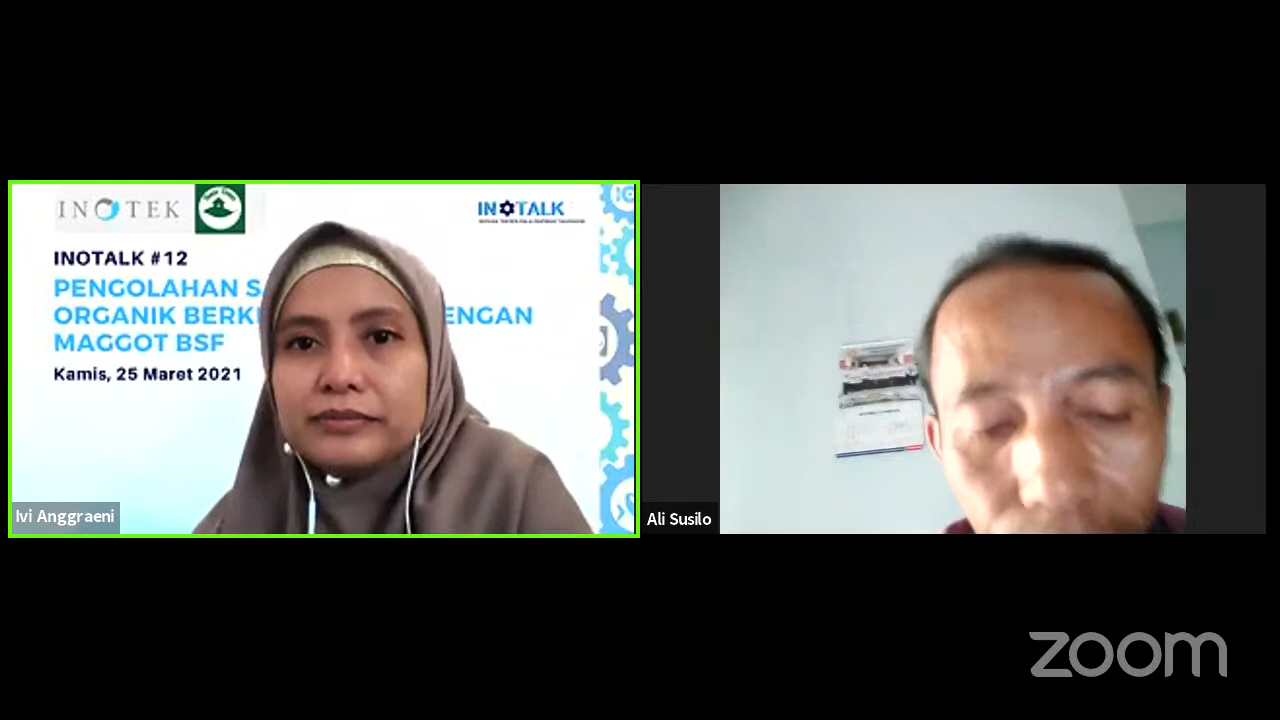 INOTEK
INOTALK
INOTALK #12
PENGOLAHAN S
ORGANIK BERK ENGAN
MAGGOT BSF
Kamis, 25 Maret 2021
Ivi Anggraeni
Ali Susilo
zoom